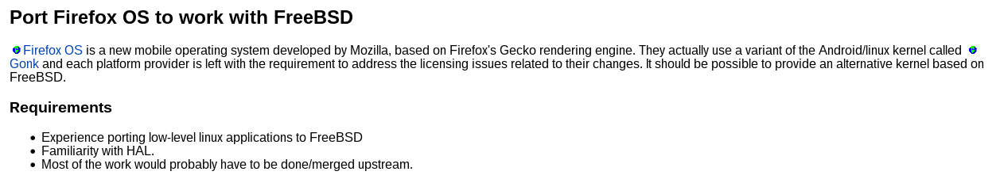 Port Firefox OS to work with FreeBSD
Firefox OS is a new mobile operating system developed by Mozilla, based on Firefox's Gecko rendering engine. They actually use a variant of the Android/linux kernel called
Gonk and each platform provider is left with the requirement to address the licensing issues related to their changes. It should be possible to provide an alternative kernel based on
FreeBSD.
Requirements
• Experience porting low-level linux applications to FreeBSD
• Familiarity with HAL.
• Most of the work would probably have to be done/merged upstream.